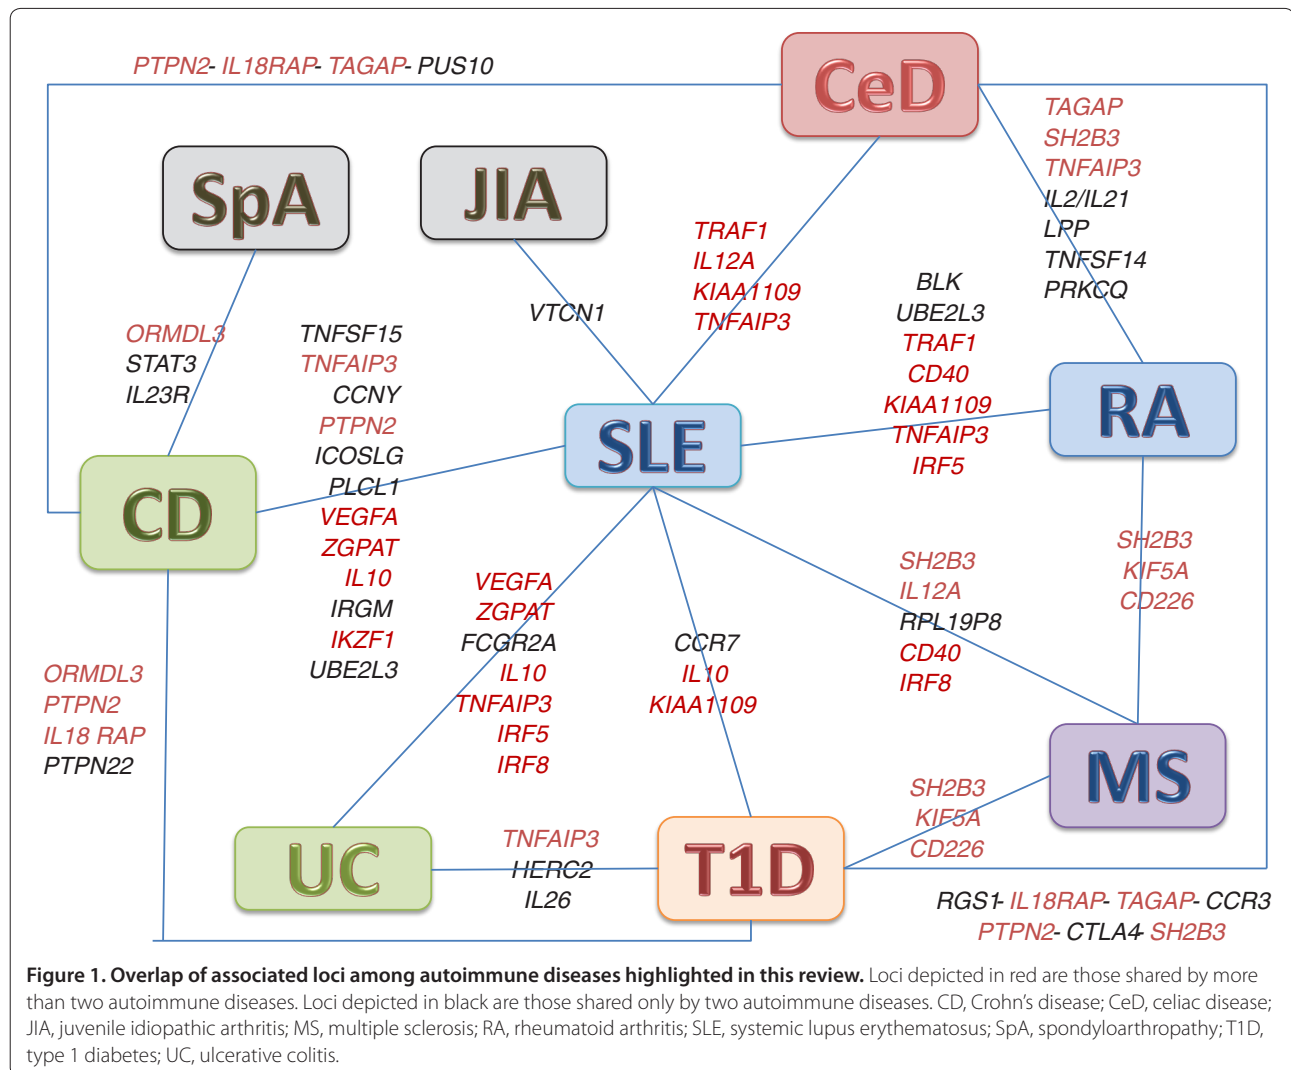 PTPN2- IL18RAP- TAGAP- PUS10
CeD
TAGAP
SH2B3
TNFAIP3
IL2/IL21
LPP
TNFSF14
PRKCQ
SpA
JIA
TRAF1
IL12A
KIAA1109
TNFAIP3
VTCN1
BLK
UBE2L3
TRAF1
CD40
KIAA1109
TNFAIP3
IRF5
ORMDL3
STAT3
IL23R
TNFSF15
TNFAIP3
CCNY
PTPN2
ICOSLG
PLCL1
VEGFA
ZGPAT
IL10
IRGM
IKZF1
UBE2L3
SLE
RA
CD
SH2B3
KIF5A
CD226
SH2B3
IL12A
RPL19P8
CD40
IRF8
VEGFA
ZGPAT
FCGR2A
IL10
TNFAIP3
IRF5
IRF8
CCR7
IL10
KIAA1109
ORMDL3
PTPN2
IL18 RAP
PTPN22
MS
SH2B3
KIF5A
CD226
UC
TNFAIP3
HERC2
IL26
T1D
RGS1- IL18RAP- TAGAP- CCR3
PTPN2- CTLA4- SH2B3
Figure 1. Overlap of associated loci among autoimmune diseases highlighted in this review. Loci depicted in red are those shared by more
than two autoimmune diseases. Loci depicted in black are those shared only by two autoimmune diseases. CD, Crohn's disease; CeD, celiac disease;
JIA, juvenile idiopathic arthritis; MS, multiple sclerosis; RA, rheumatoid arthritis; SLE, systemic lupus erythematosus; SpA, spondyloarthropathy; T1D,
type 1 diabetes; UC, ulcerative colitis.